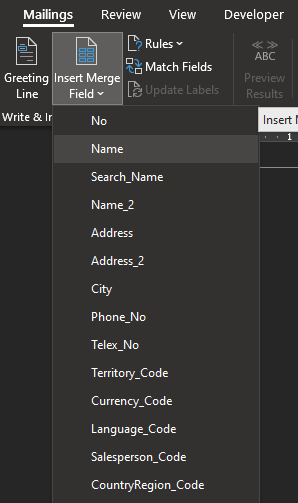 Mailings Review View Developer
Greeting Line
Insert Merge Field
Rules
Match Fields
Update Labels
<< >>
ABC
Preview Results
Write & In
Insert M
1
No
Name
Search_Name
Name_2
Address
Address_2
City
Phone_No
Telex_No
Territory_Code
Currency_Code
Language_Code
Salesperson_Code
CountryRegion_Code